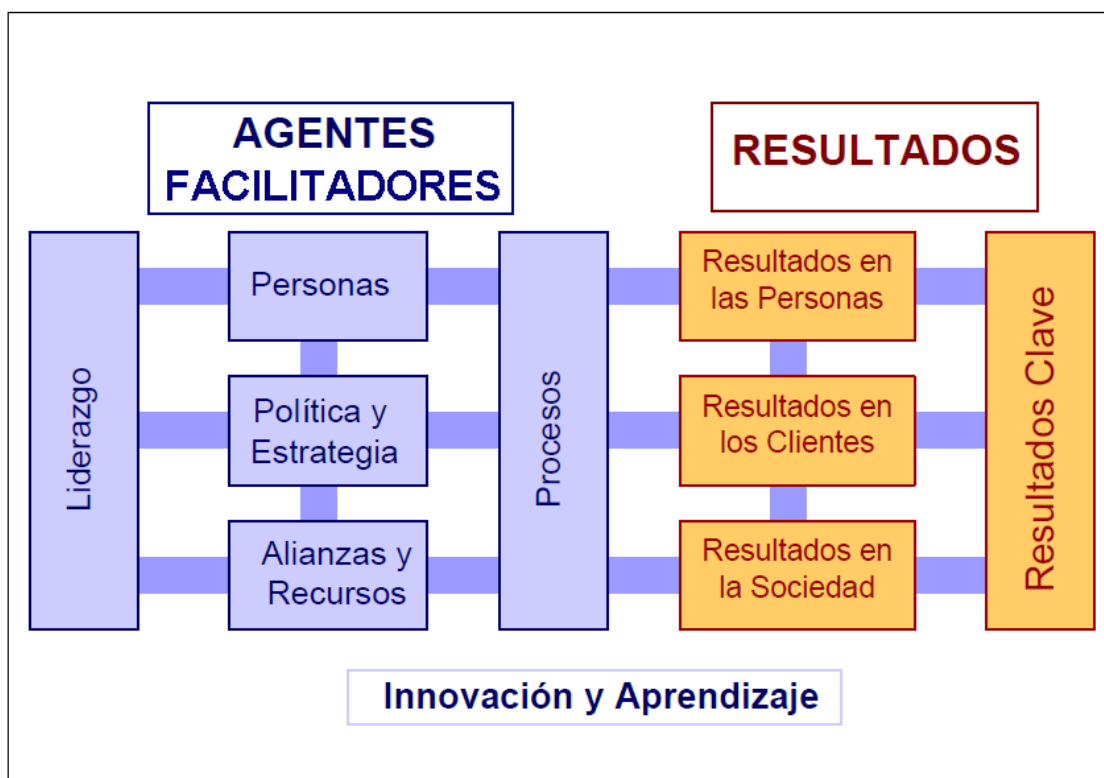 AGENTES
FACILITADORES
RESULTADOS
Liderazgo
Personas
Política y
Estrategia
Alianzas y
Recursos
Procesos
Resultados en
las Personas
Resultados en
los Clientes
Resultados en
la Sociedad
Resultados Clave
Innovación y Aprendizaje